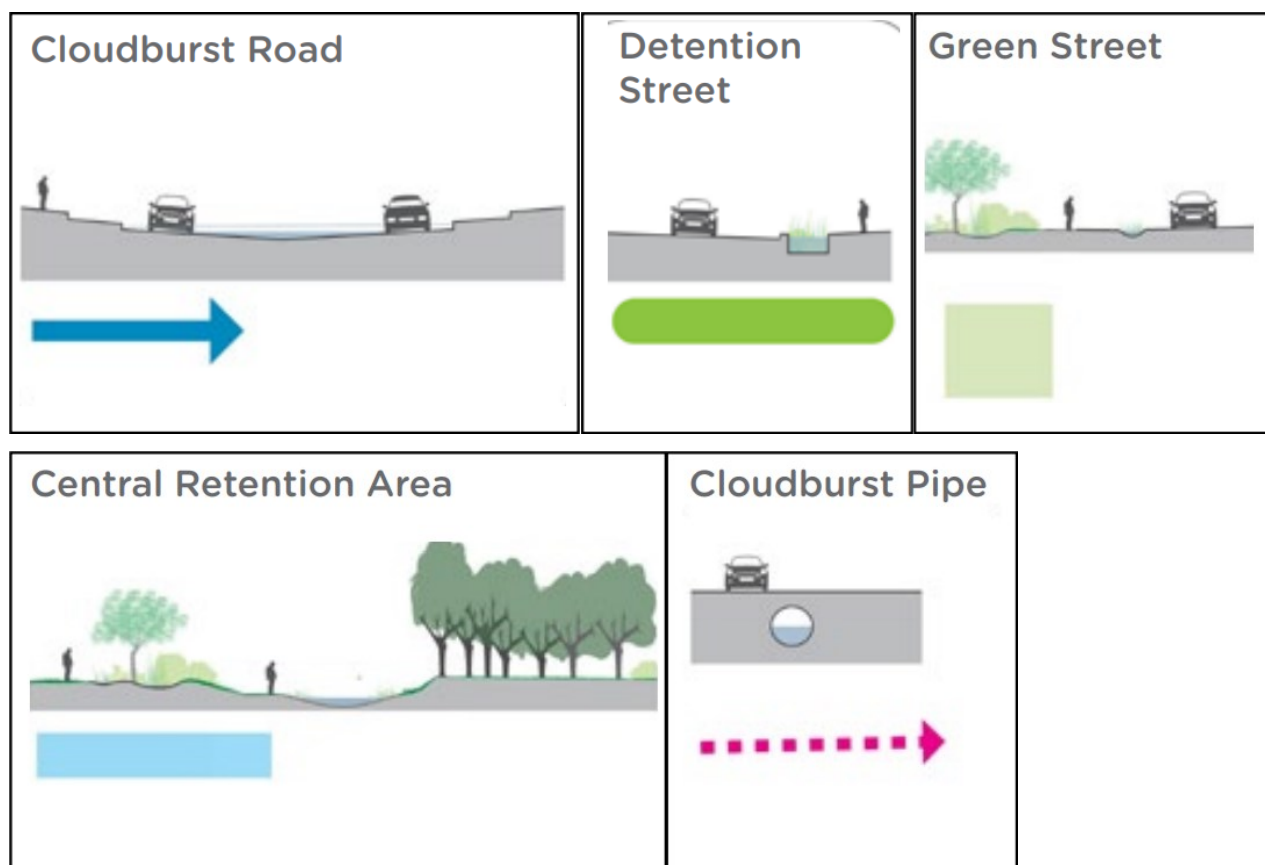 Cloudburst Road
Detention
Street
Green Street
Central Retention Area
Cloudburst Pipe